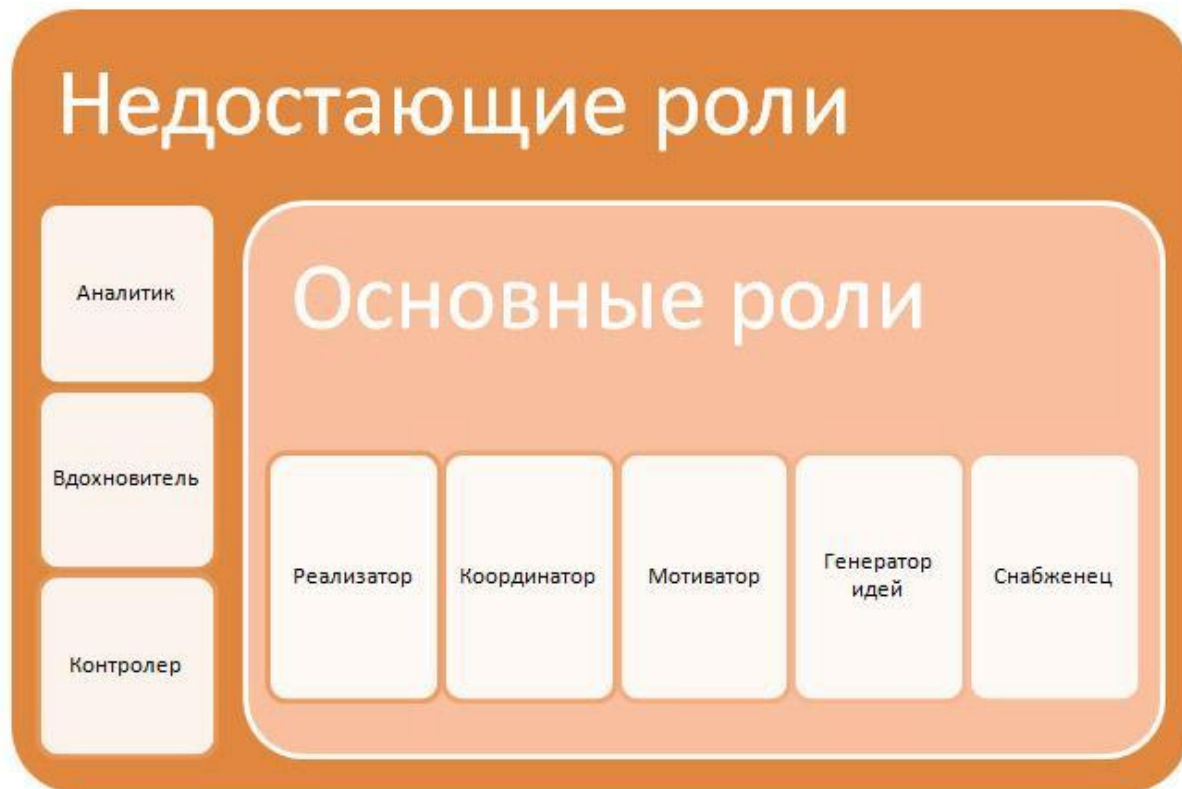 Недостающие роли
Аналитик
Вдохновитель
Контролер
Основные роли
Реализатор
Координатор
Мотиватор
Генератор
идей
Снабженец